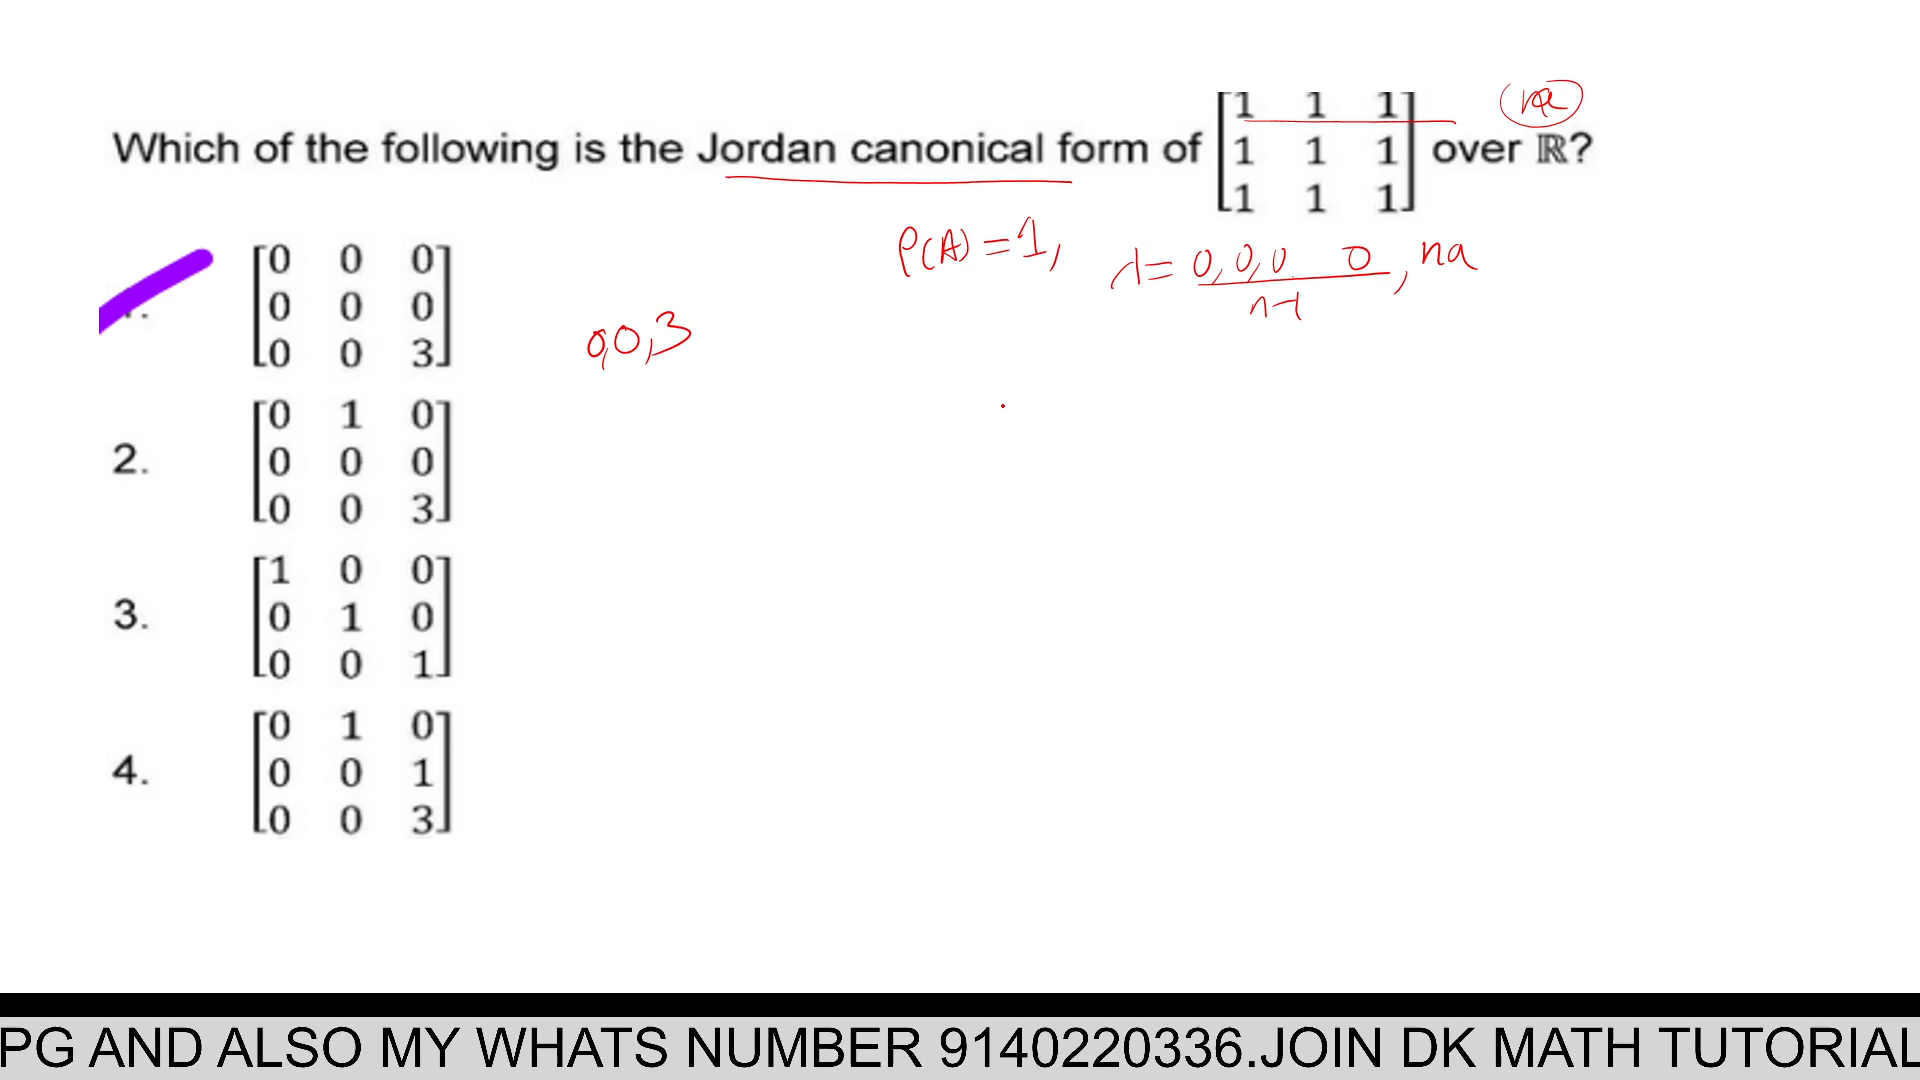 Which of the following is the Jordan canonical form of [1 1 1
1 1 1
1 1 1] over ℝ?
(na)
ρ(A) = 1, λ = 0, 0, 0 0, na
n-1
[0 0 0
0 0 0
0 0 3]
0, 0, 3
2. [0 1 0
0 0 0
0 0 3]
3. [1 0 0
0 1 0
0 0 1]
4. [0 1 0
0 0 1
0 0 3]
PG AND ALSO MY WHATS NUMBER 9140220336.JOIN DK MATH TUTORIAL